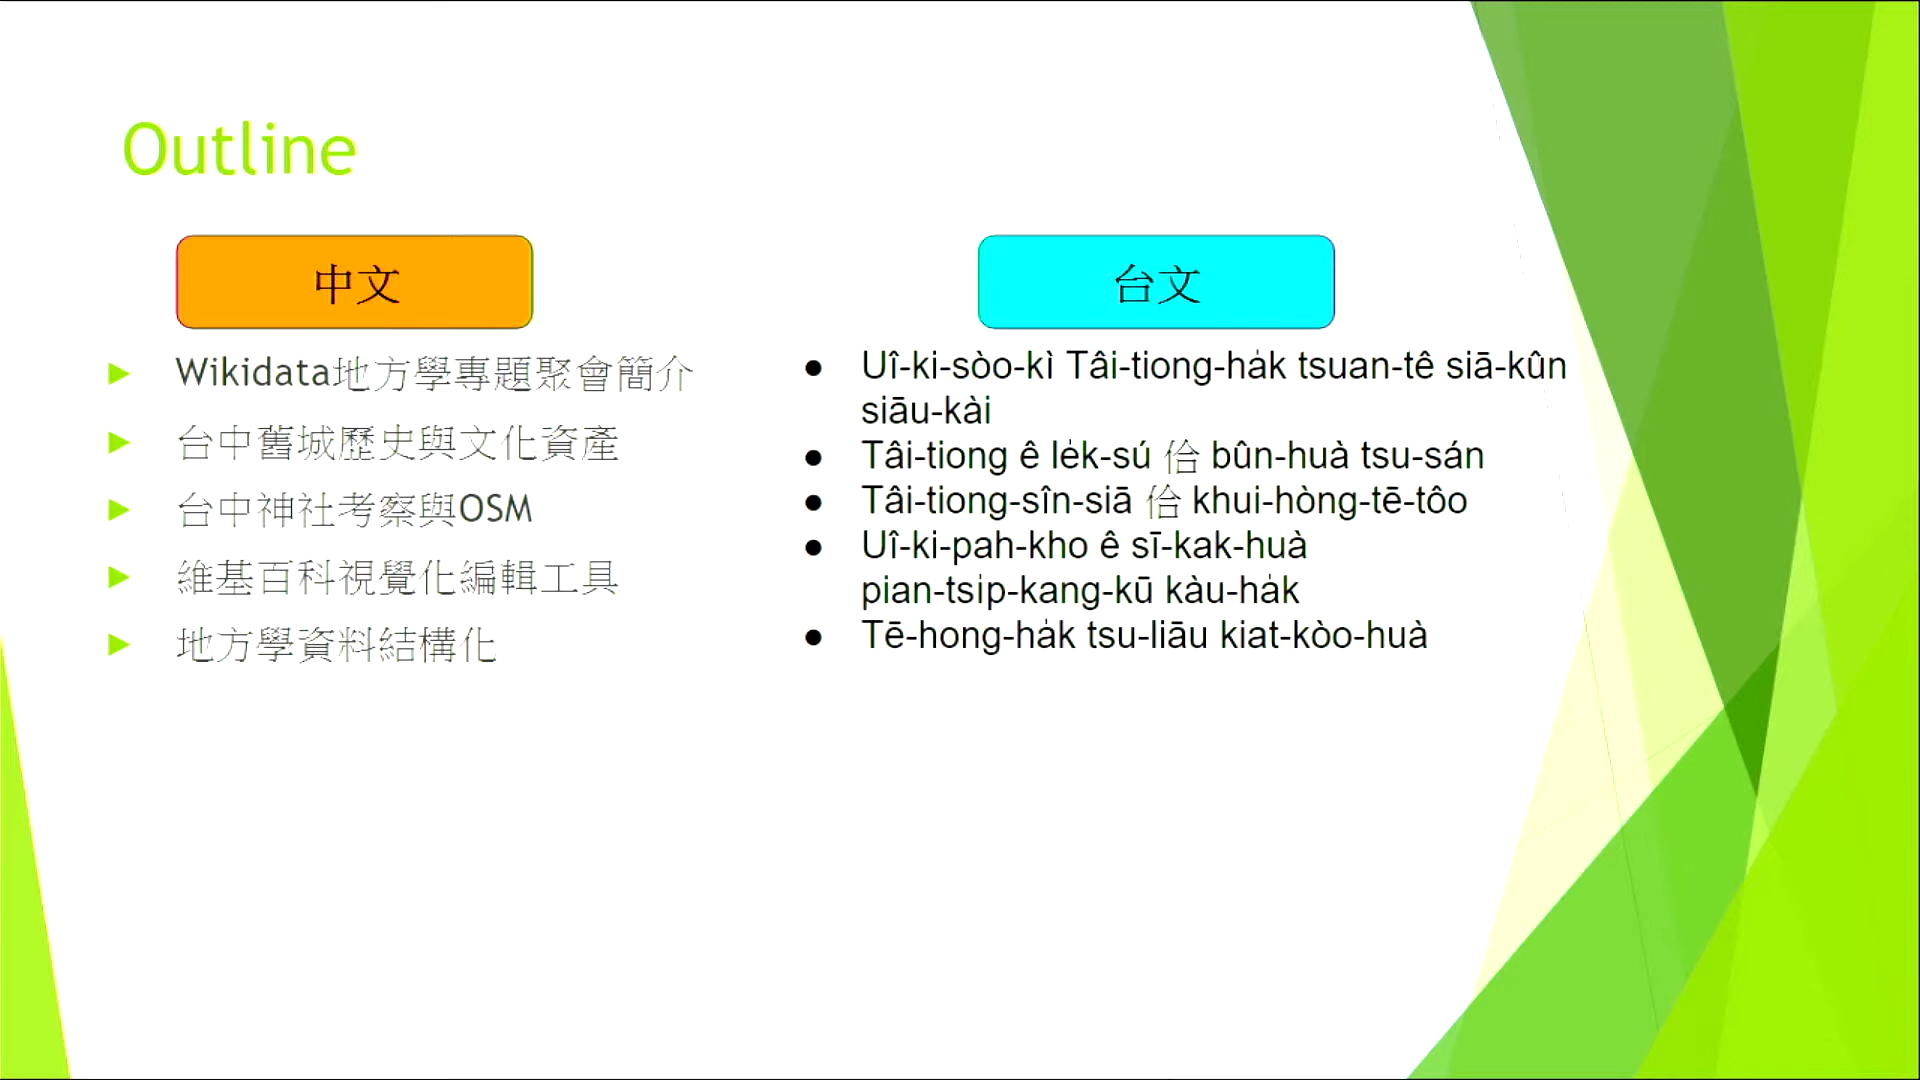 Outline
中文
Wikidata地方學專題聚會簡介
台中舊城歷史與文化資產
台中神社考察與OSM
維基百科視覺化編輯工具
地方學資料結構化
台文
Uî-ki-sòo-kì Tâi-tiong-ha̍k tsuan-tê siā-kûn
siāu-kài
Tâi-tiong ê le̍k-sú 佮 bûn-huà tsu-sán
Tâi-tiong-sîn-siā 佮 khui-hòng-tē-tôo
Uî-ki-pah-kho ê sī-kak-huà
pian-tsi̍p-kang-kū kàu-ha̍k
Tē-hong-ha̍k tsu-liāu kiat-kòo-huà